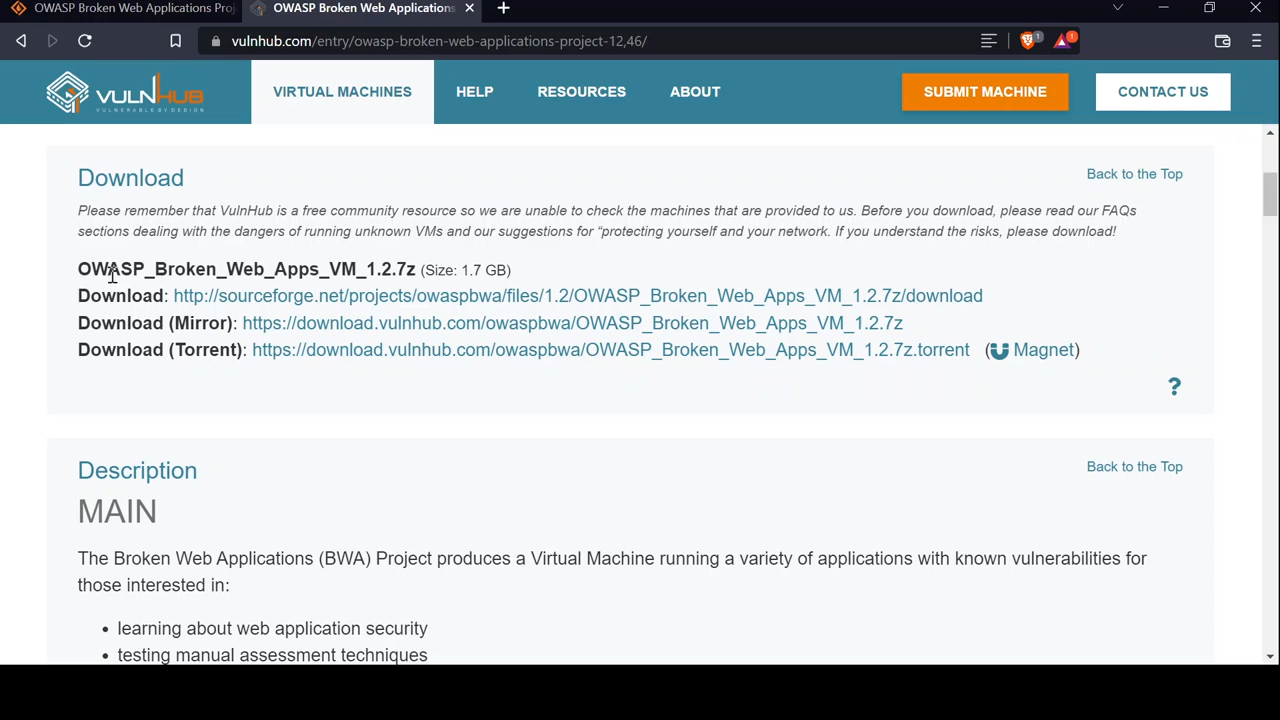 OWASP Broken Web Applications Proj
OWASP Broken Web Applications
vulnhub.com/entry/owasp-broken-web-applications-project-12,46/
1
1
VULNHUB
VULNERABLE BY DESIGN
VIRTUAL MACHINES
HELP
RESOURCES
ABOUT
SUBMIT MACHINE
CONTACT US
Download
Back to the Top
Please remember that VulnHub is a free community resource so we are unable to check the machines that are provided to us. Before you download, please read our FAQs
sections dealing with the dangers of running unknown VMs and our suggestions for “protecting yourself and your network. If you understand the risks, please download!
OWASP_Broken_Web_Apps_VM_1.2.7z (Size: 1.7 GB)
Download: http://sourceforge.net/projects/owaspbwa/files/1.2/OWASP_Broken_Web_Apps_VM_1.2.7z/download
Download (Mirror): https://download.vulnhub.com/owaspbwa/OWASP_Broken_Web_Apps_VM_1.2.7z
Download (Torrent): https://download.vulnhub.com/owaspbwa/OWASP_Broken_Web_Apps_VM_1.2.7z.torrent (Magnet)
?
Description
Back to the Top
MAIN
The Broken Web Applications (BWA) Project produces a Virtual Machine running a variety of applications with known vulnerabilities for
those interested in:
• learning about web application security
• testing manual assessment techniques